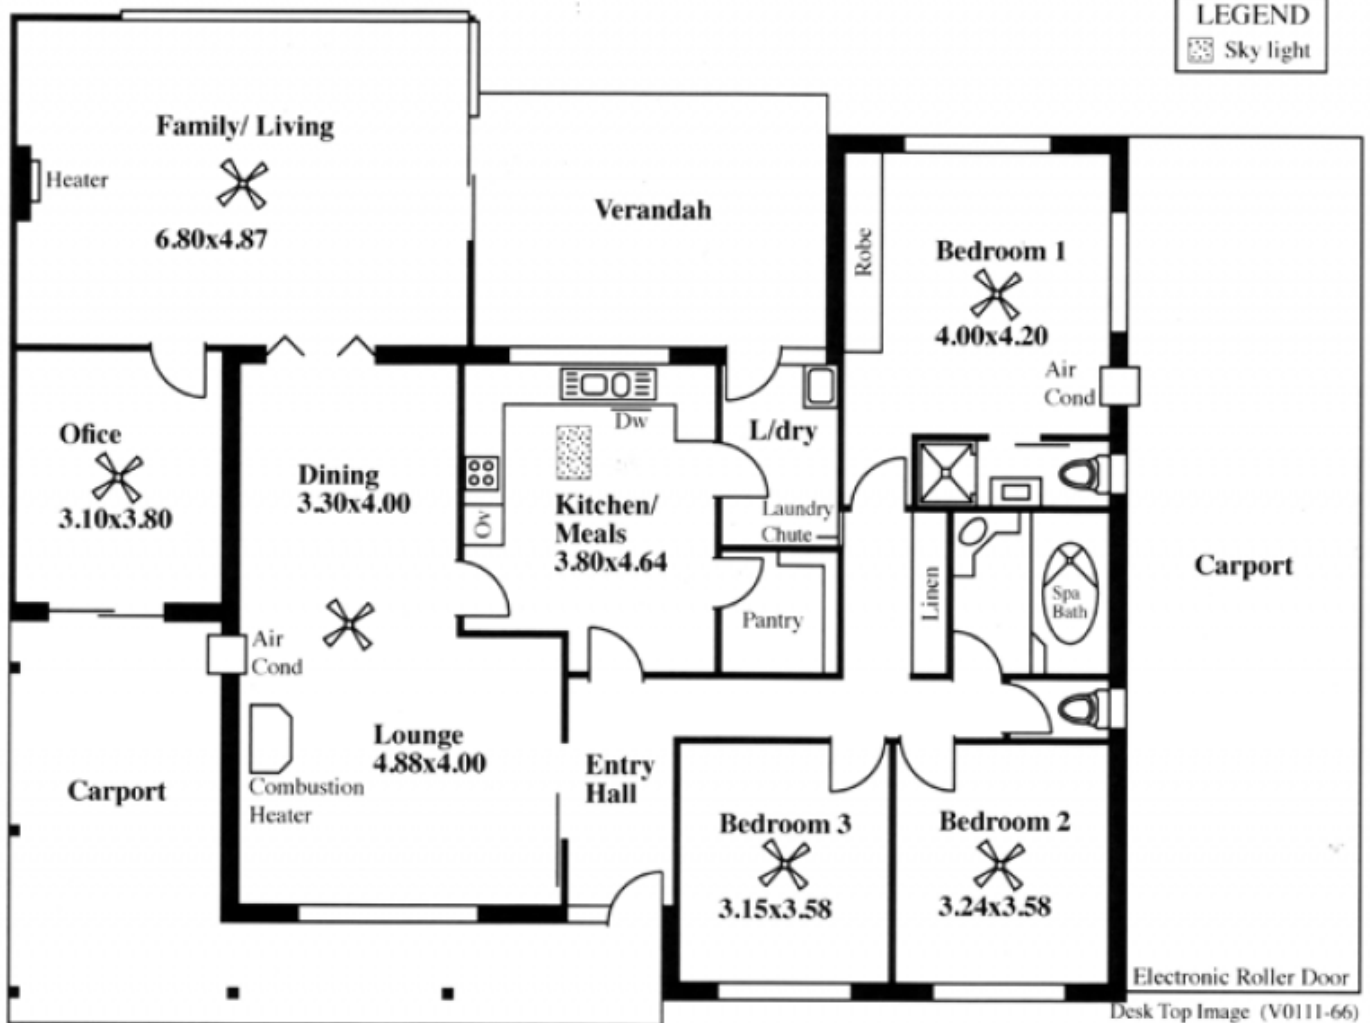 LEGEND
Sky light
Family/ Living
Heater
6.80x4.87
Verandah
Robe
Bedroom 1
4.00x4.20
Air
Cond
Ofice
3.10x3.80
Dining
3.30x4.00
Dw
Ov
Kitchen/
Meals
3.80x4.64
L/dry
Laundry
Chute
Pantry
Linen
Spa
Bath
Carport
Air
Cond
Lounge
4.88x4.00
Combustion
Heater
Carport
Entry
Hall
Bedroom 3
3.15x3.58
Bedroom 2
3.24x3.58
Electronic Roller Door
Desk Top Image (V0111-66)